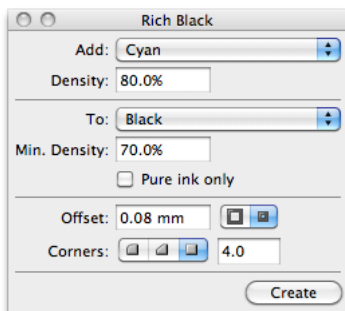 Rich Black
Add: Cyan
Density: 80.0%
To: Black
Min. Density: 70.0%
Pure ink only
Offset: 0.08 mm
Corners: 4.0
Create